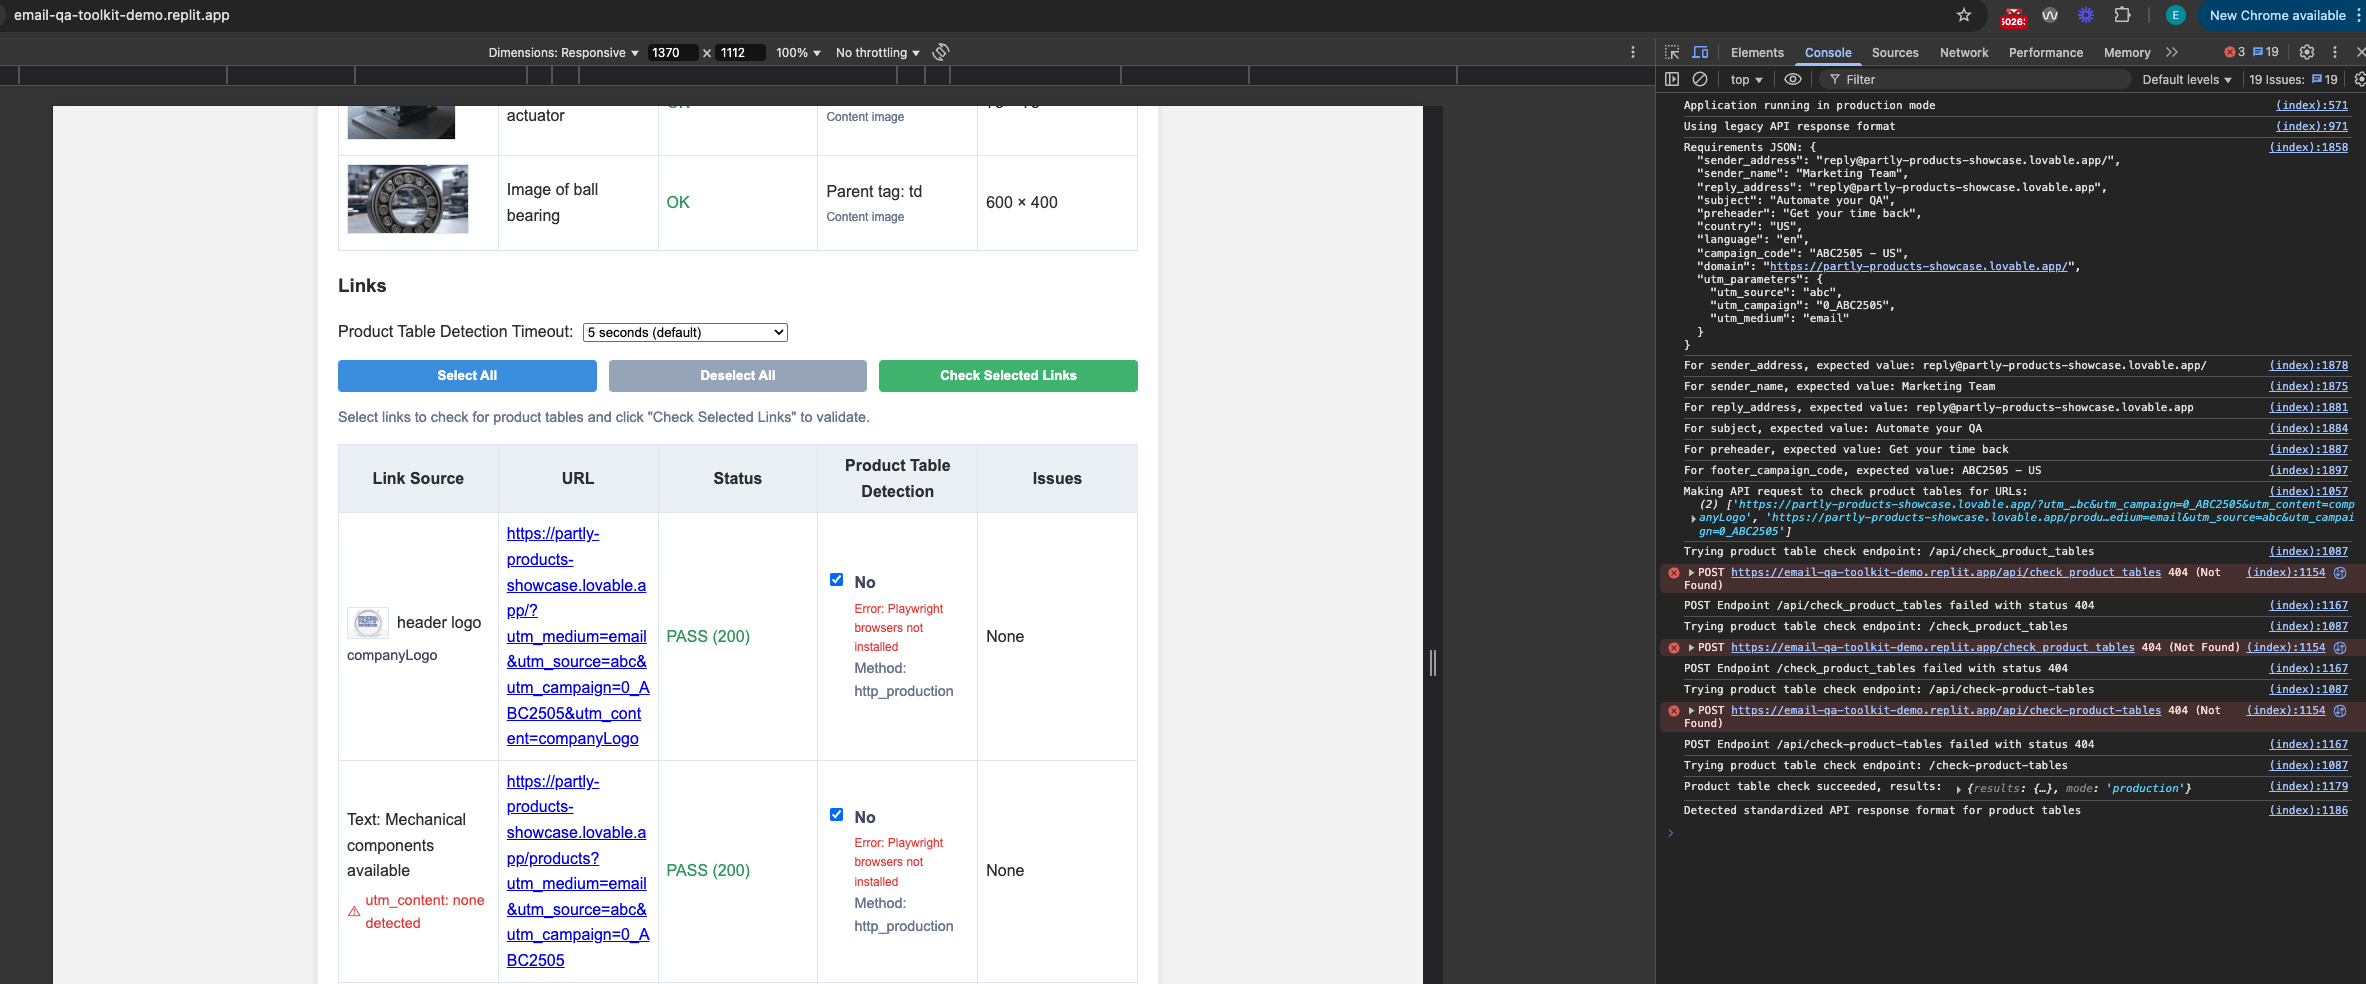 email-qa-toolkit-demo.replit.app
E
New Chrome available
Dimensions: Responsive
1370 × 1112
100%
No throttling
Elements
Console
Sources
Network
Performance
Memory
3
19
top
Filter
Default levels
19 Issues:
19
actuator
Content image
Image of ball
bearing
OK
Parent tag: td
Content image
600 × 400
Links
Product Table Detection Timeout:
5 seconds (default)
Select All
Deselect All
Check Selected Links
Select links to check for product tables and click "Check Selected Links" to validate.
Link Source
URL
Status
Product Table
Detection
Issues
header logo
companyLogo
https://partly-
products-
showcase.lovable.a
pp/?
utm_medium=email
&utm_source=abc&
utm_campaign=0_A
BC2505&utm_cont
ent=companyLogo
PASS (200)
No
Error: Playwright
browsers not
installed
Method:
http_production
None
Text: Mechanical
components
available
utm_content: none
detected
https://partly-
products-
showcase.lovable.a
pp/products?
utm_medium=email
&utm_source=abc&
utm_campaign=0_A
BC2505
PASS (200)
No
Error: Playwright
browsers not
installed
Method:
http_production
None
Application running in production mode (index):571
Using legacy API response format (index):971
Requirements JSON: { (index):1858
"sender_address": "reply@partly-products-showcase.lovable.app/",
"sender_name": "Marketing Team",
"reply_address": "reply@partly-products-showcase.lovable.app",
"subject": "Automate your QA",
"preheader": "Get your time back",
"country": "US",
"language": "en",
"campaign_code": "ABC2505 - US",
"domain": "https://partly-products-showcase.lovable.app/",
"utm_parameters": {
"utm_source": "abc",
"utm_campaign": "0_ABC2505",
"utm_medium": "email"
}
}
For sender_address, expected value: reply@partly-products-showcase.lovable.app/ (index):1878
For sender_name, expected value: Marketing Team (index):1875
For reply_address, expected value: reply@partly-products-showcase.lovable.app (index):1881
For subject, expected value: Automate your QA (index):1884
For preheader, expected value: Get your time back (index):1887
For footer_campaign_code, expected value: ABC2505 - US (index):1897
Making API request to check product tables for URLs: (index):1057
(2) ['https://partly-products-showcase.lovable.app/?utm_…bc&utm_campaign=0_ABC2505&utm_content=comp
anyLogo', 'https://partly-products-showcase.lovable.app/produ…edium=email&utm_source=abc&utm_campai
gn=0_ABC2505']
Trying product table check endpoint: /api/check_product_tables (index):1087
POST https://email-qa-toolkit-demo.replit.app/api/check_product_tables 404 (Not (index):1154
Found)
POST Endpoint /api/check_product_tables failed with status 404 (index):1167
Trying product table check endpoint: /check_product_tables (index):1087
POST https://email-qa-toolkit-demo.replit.app/check_product_tables 404 (Not Found) (index):1154
POST Endpoint /check_product_tables failed with status 404 (index):1167
Trying product table check endpoint: /api/check-product-tables (index):1087
POST https://email-qa-toolkit-demo.replit.app/api/check-product-tables 404 (Not (index):1154
Found)
POST Endpoint /api/check-product-tables failed with status 404 (index):1167
Trying product table check endpoint: /check-product-tables (index):1087
Product table check succeeded, results: {results: {…}, mode: 'production'} (index):1179
Detected standardized API response format for product tables (index):1186